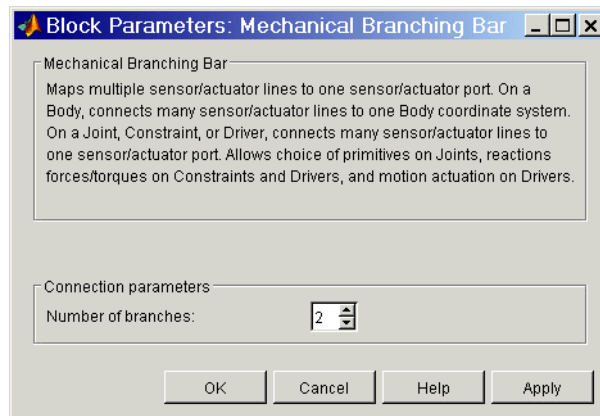 Block Parameters: Mechanical Branching Bar
Mechanical Branching Bar
Maps multiple sensor/actuator lines to one sensor/actuator port. On a
Body, connects many sensor/actuator lines to one Body coordinate system.
On a Joint, Constraint, or Driver, connects many sensor/actuator lines to
one sensor/actuator port. Allows choice of primitives on Joints, reactions
forces/torques on Constraints and Drivers, and motion actuation on Drivers.
Connection parameters
Number of branches: 2
OK Cancel Help Apply